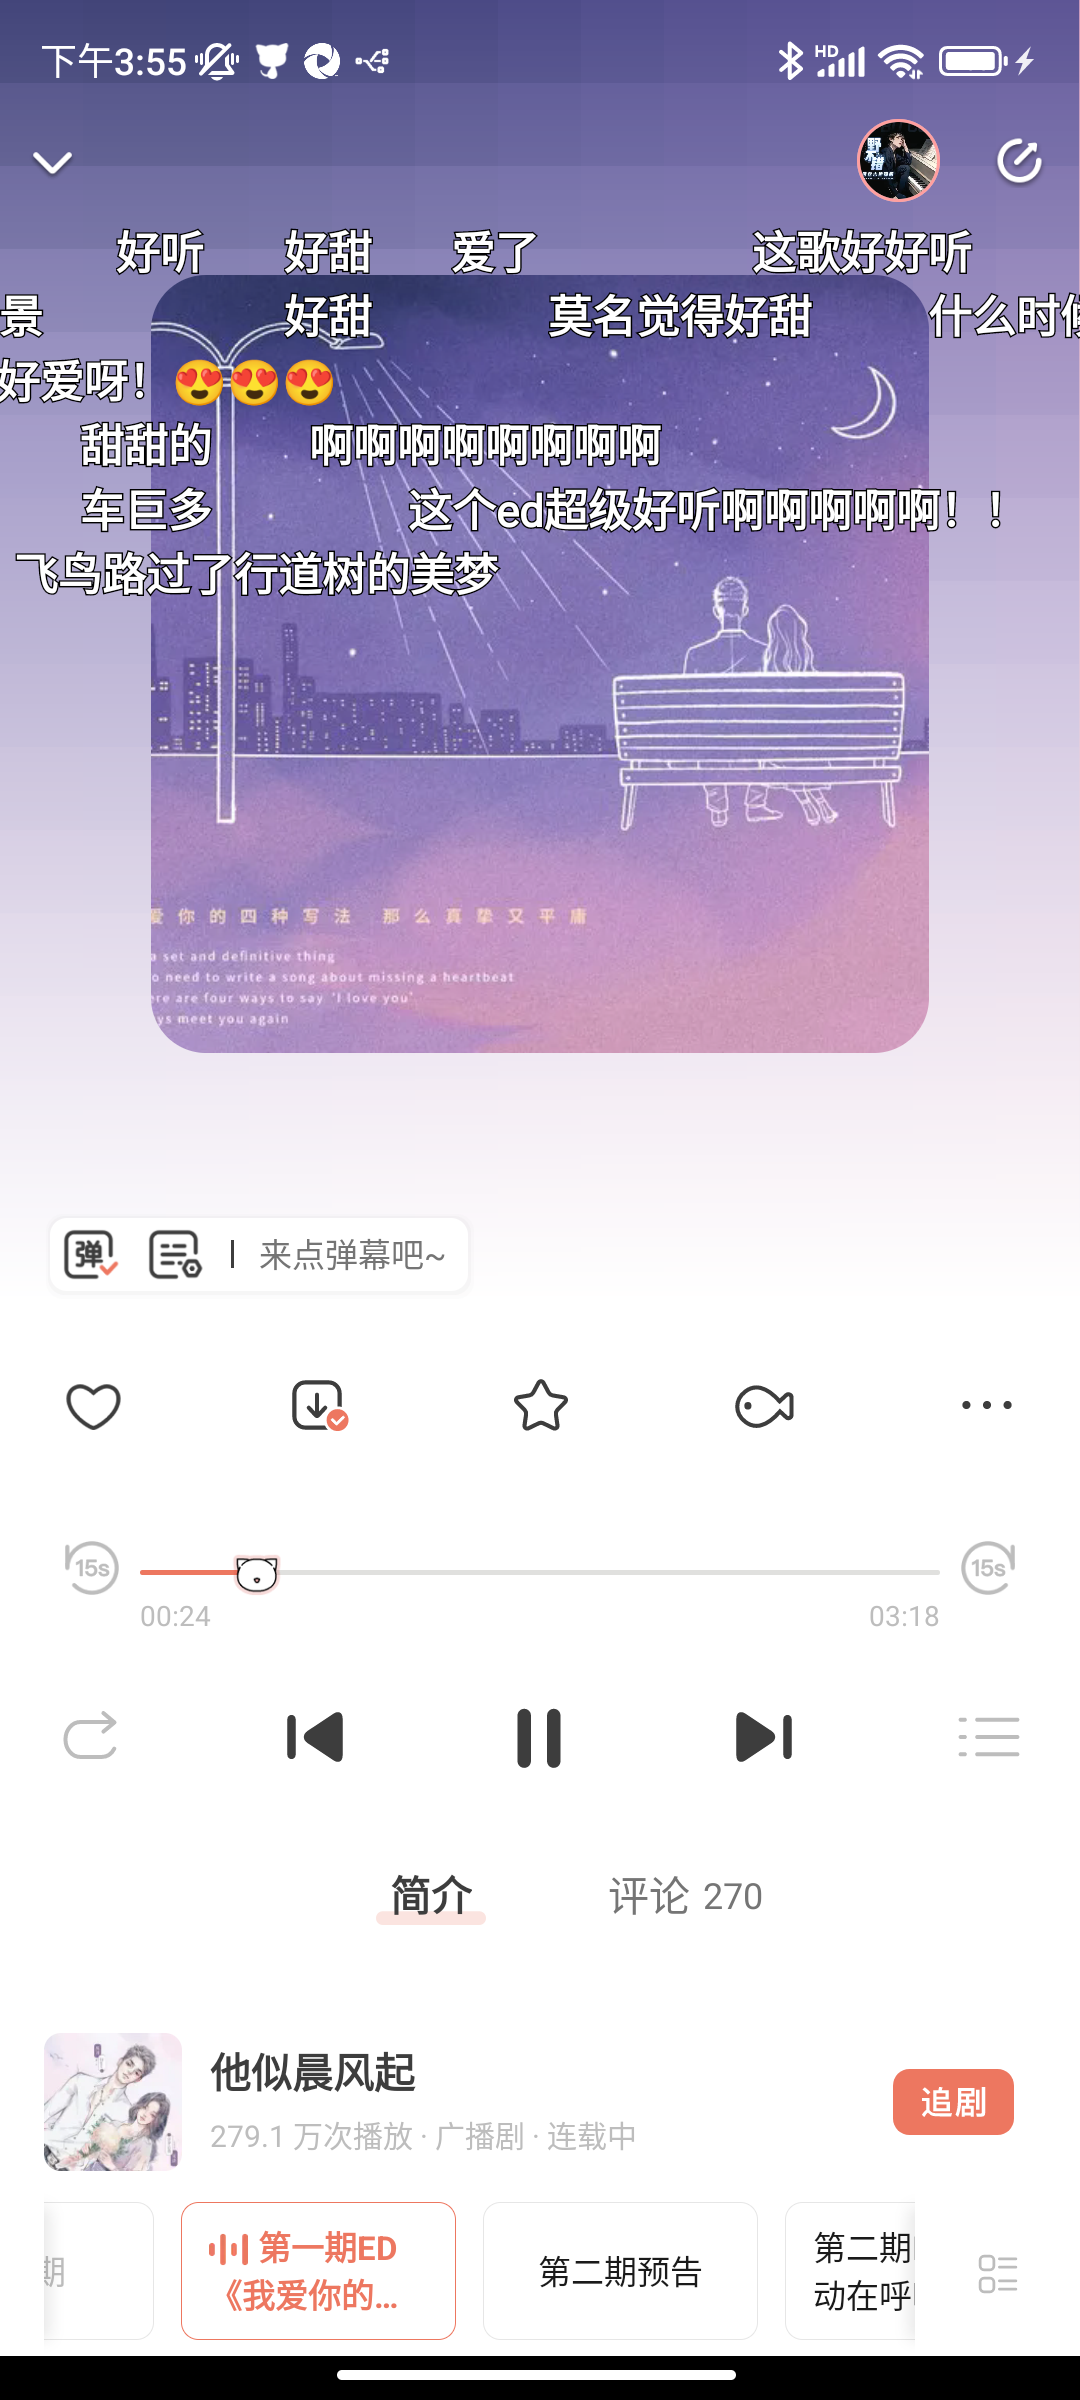 下午3:55
HD
野
不错
好听 好甜 爱了 这歌好好听
景 好甜 莫名觉得好甜 什么时候
好爱呀！😍😍😍
甜甜的 啊啊啊啊啊啊啊啊
车巨多 这个ed超级好听啊啊啊啊啊！！
飞鸟路过了行道树的美梦
爱你的四种写法 那么真挚又平庸
a set and definitive thing
o need to write a song about missing a heartbeat
ere are four ways to say 'I love you'
ys meet you again
弹 来点弹幕吧~
15s 15s
00:24 03:18
简介 评论 270
他似晨风起
279.1 万次播放 · 广播剧 · 连载中
追剧
期
第一期ED
《我爱你的...
第二期预告
第二期
动在呼